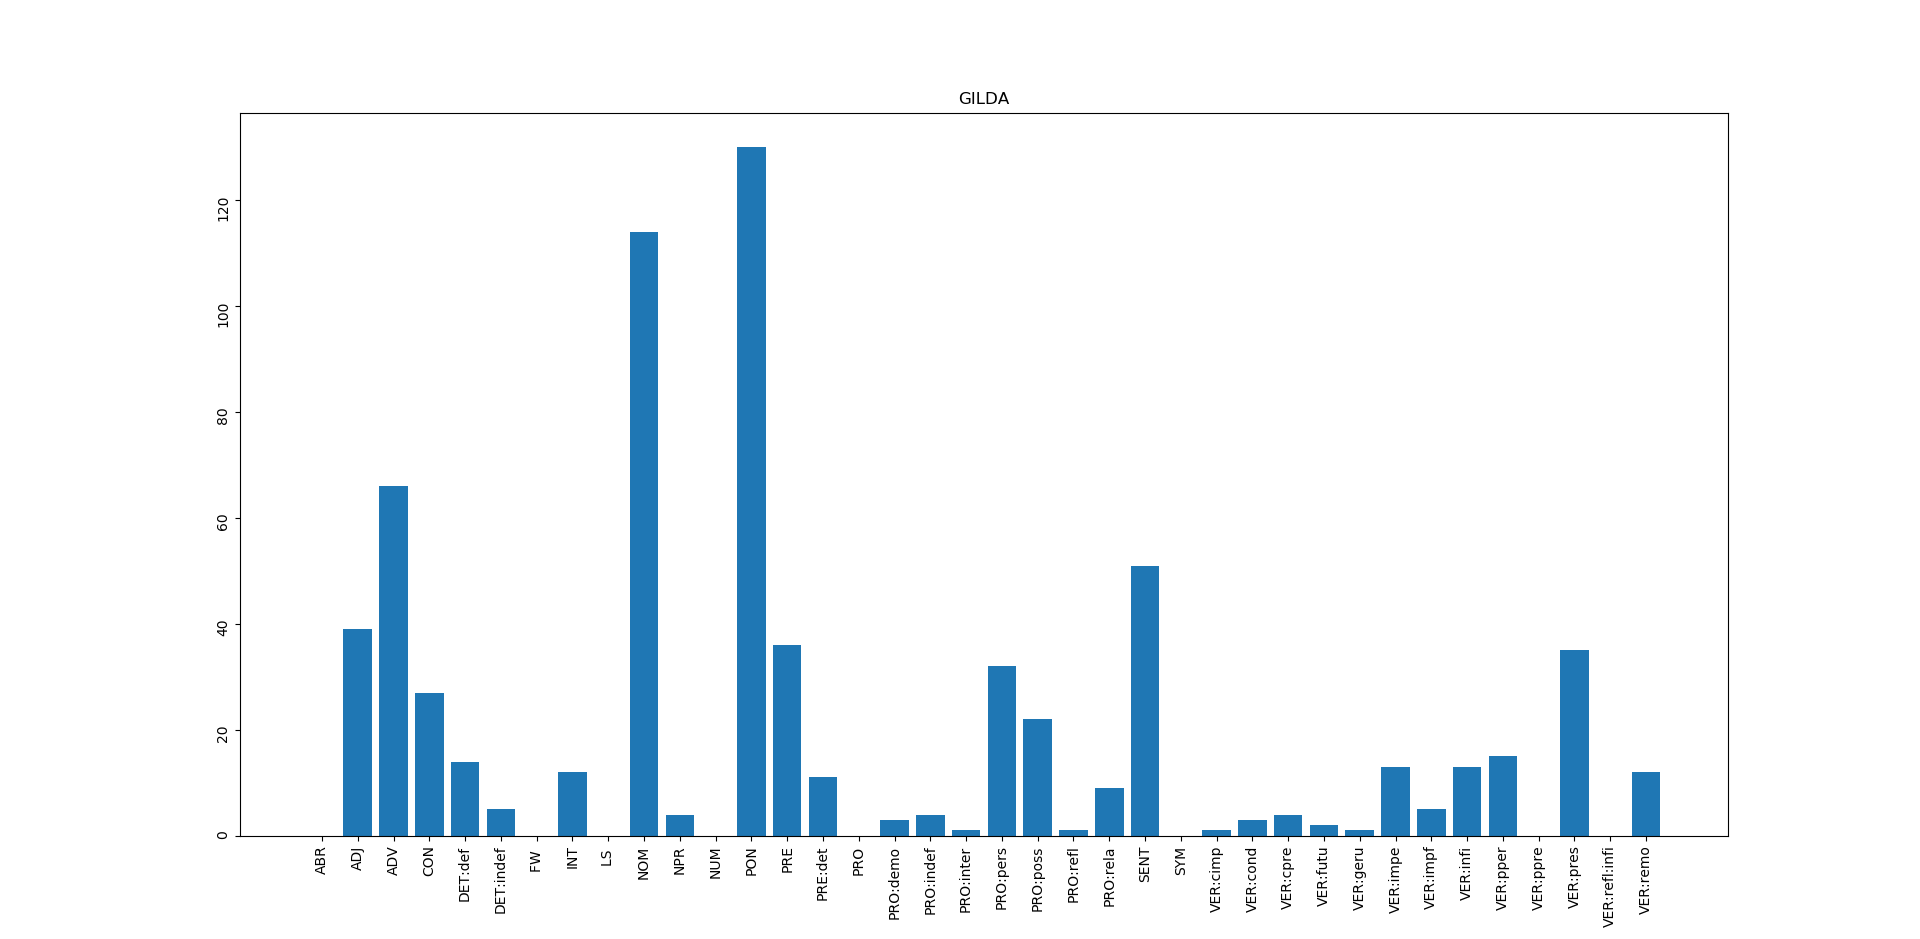 GILDA
120
100
80
60
40
20
0
ABR
ADJ
ADV
CON
DET:def
DET:indef
FW
INT
LS
NOM
NPR
NUM
PON
PRE
PRE:det
PRO
PRO:demo
PRO:indef
PRO:inter
PRO:pers
PRO:poss
PRO:refl
PRO:rela
SENT
SYM
VER:cimp
VER:cond
VER:cpre
VER:futu
VER:geru
VER:impe
VER:impf
VER:infi
VER:pper
VER:ppre
VER:pres
VER:refl:infi
VER:remo